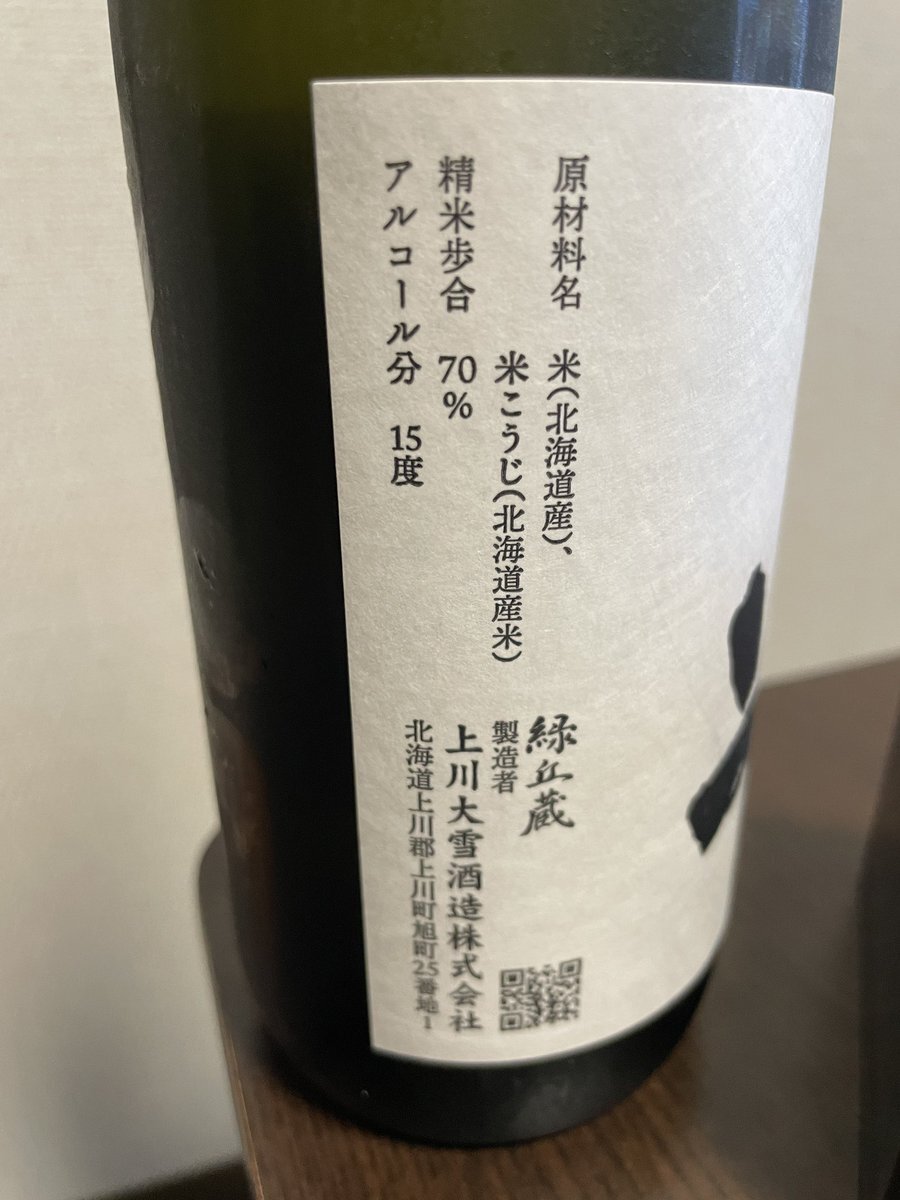 原材料名 米(北海道産)、
米こうじ(北海道産米)
精米歩合 70%
アルコール分 15度
緑丘蔵
製造者
上川大雪酒造株式会社
北海道上川郡上川町旭町25番地1